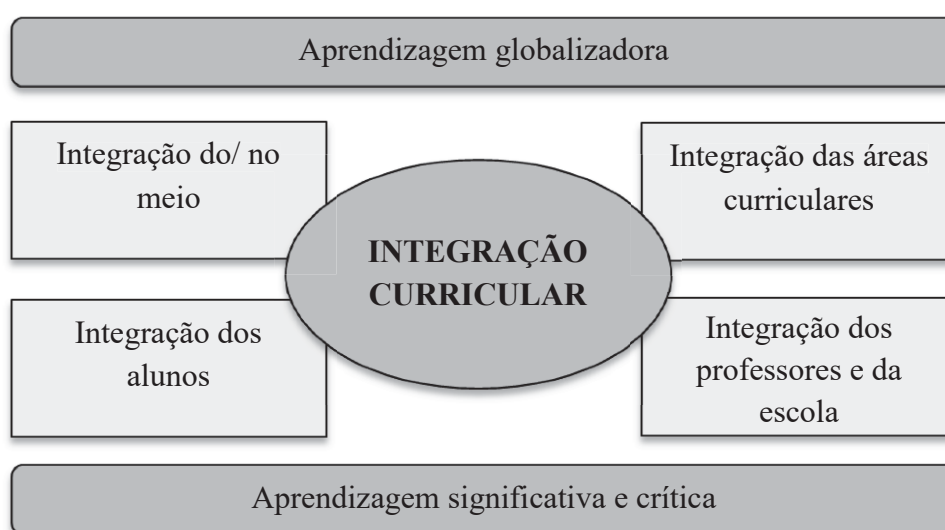 Aprendizagem globalizadora
Integração do/ no
meio
Integração das áreas
curriculares
INTEGRAÇÃO
CURRICULAR
Integração dos
alunos
Integração dos
professores e da
escola
Aprendizagem significativa e crítica